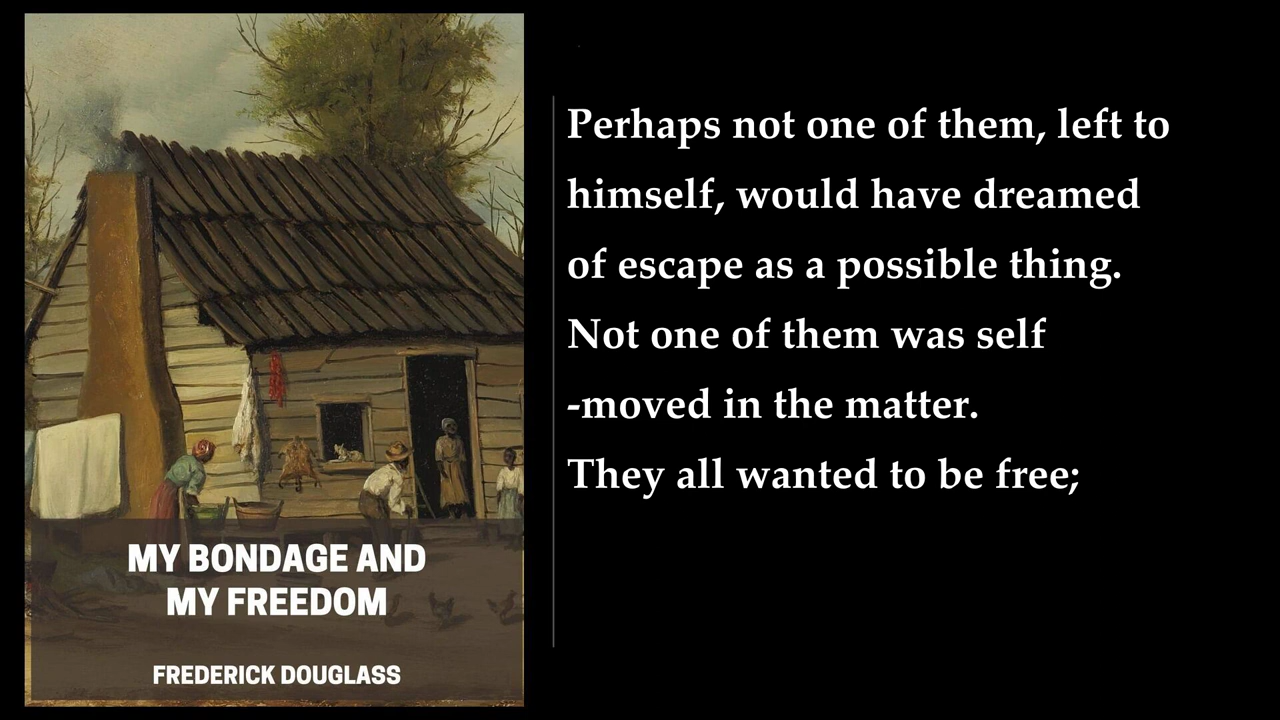 MY BONDAGE AND
MY FREEDOM
FREDERICK DOUGLASS
Perhaps not one of them, left to
himself, would have dreamed
of escape as a possible thing.
Not one of them was self
-moved in the matter.
They all wanted to be free;